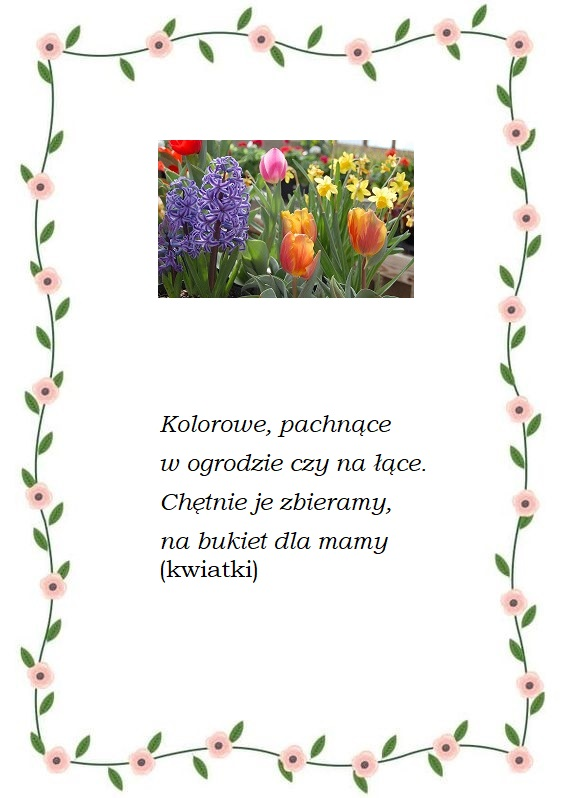 Kolorowe, pachnące
w ogrodzie czy na łące.
Chętnie je zbieramy,
na bukiet dla mamy
(kwiatki)